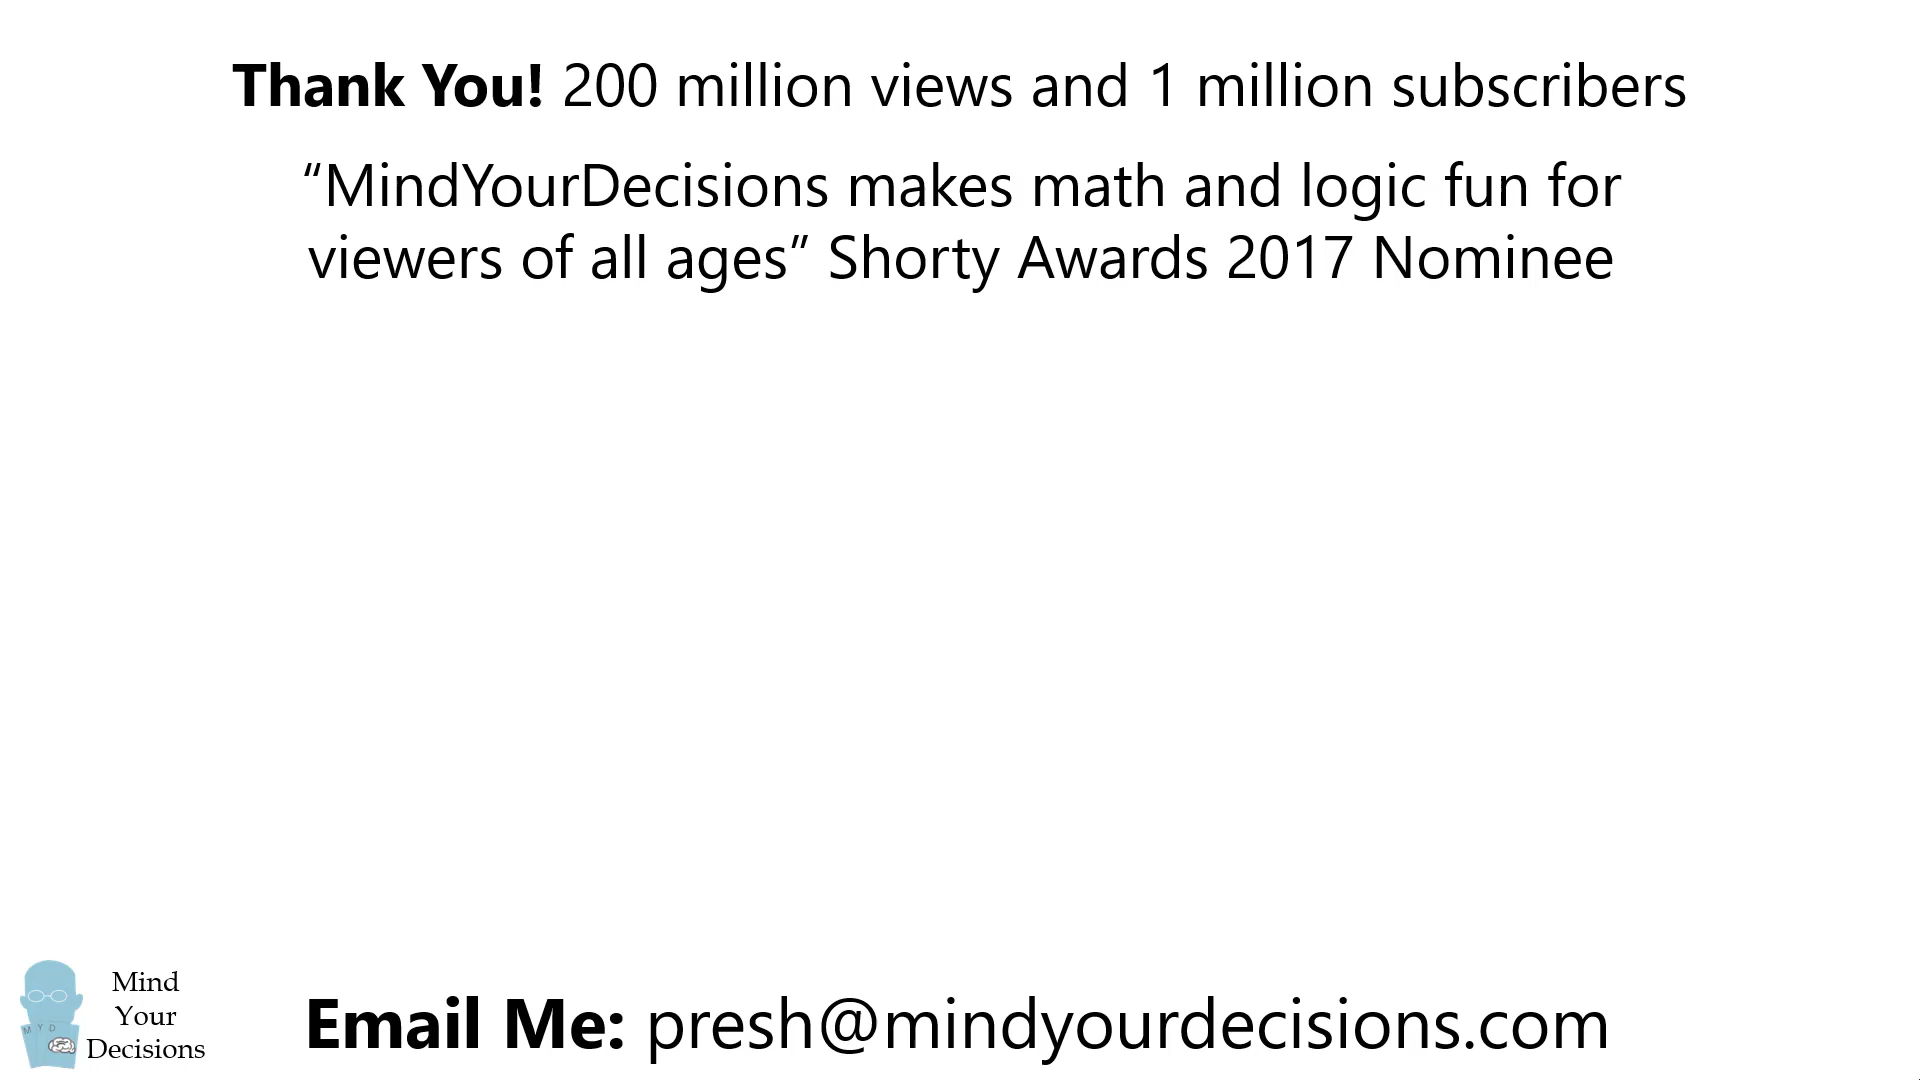 Thank You! 200 million views and 1 million subscribers
“MindYourDecisions makes math and logic fun for
viewers of all ages” Shorty Awards 2017 Nominee
Mind
Your
Decisions
M Y D
Email Me: presh@mindyourdecisions.com